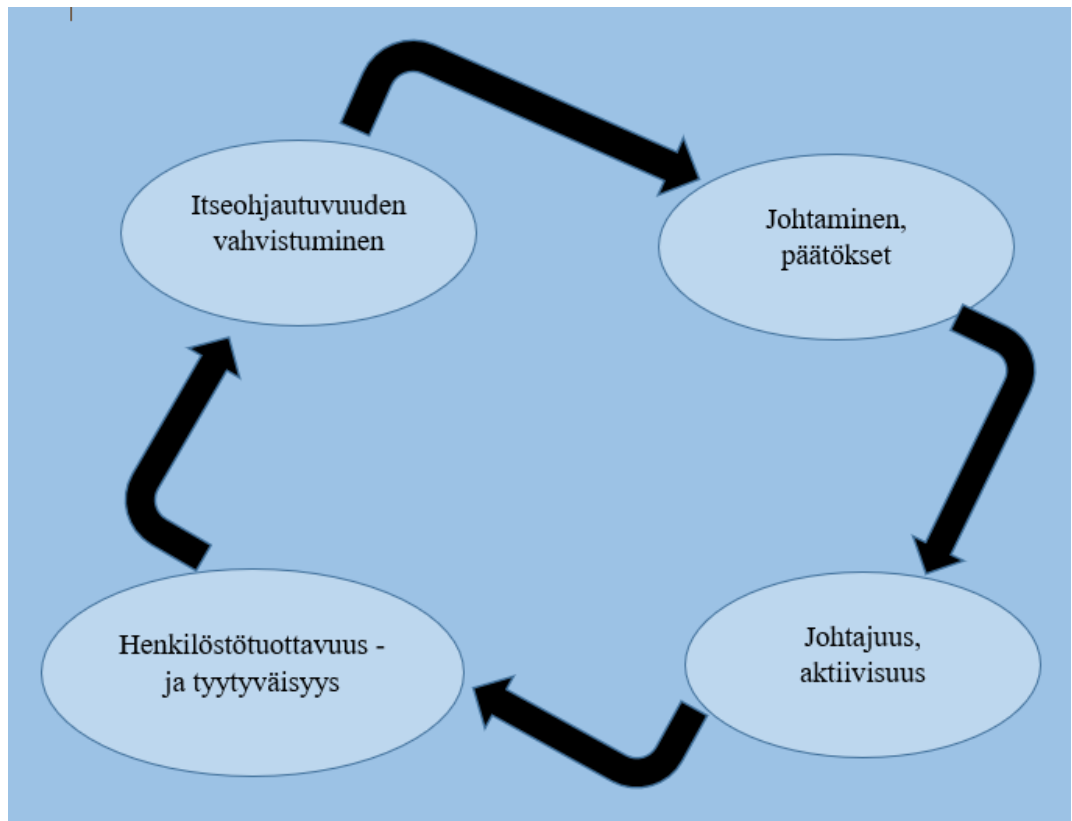 Itseohjautuvuuden
vahvistuminen
Johtaminen,
päätökset
Johtajuus,
aktiivisuus
Henkilöstötuottavuus -
ja tyytyväisyys